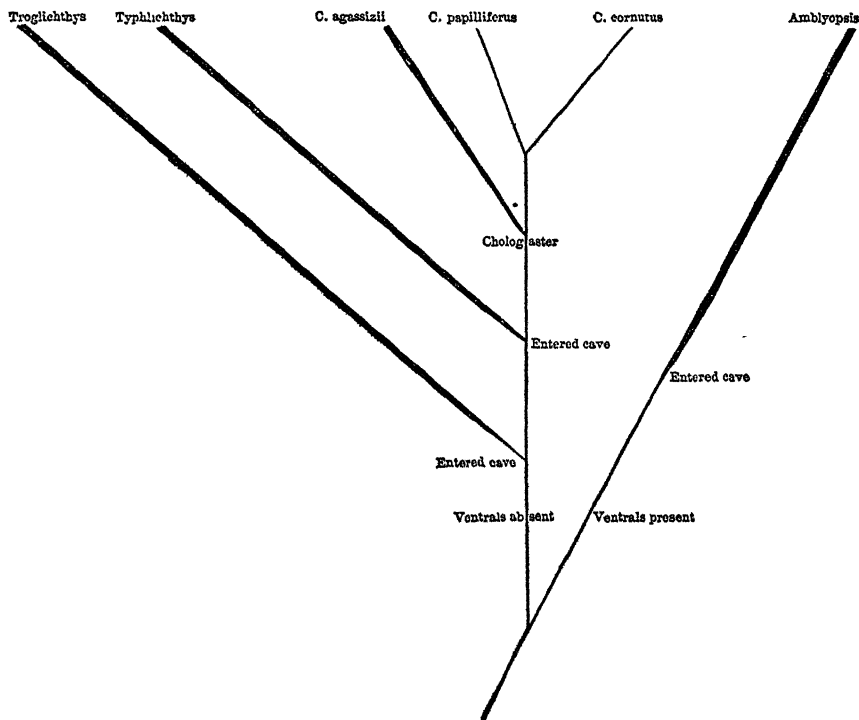 Troglichthys Typhlichthys C. agassizii C. papilliferus C. cornutus Amblyopsis
Chologaster
Entered cave
Entered cave
Entered cave
Ventrals absent Ventrals present